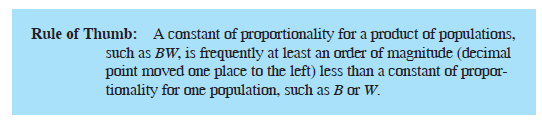 Rule of Thumb: A constant of proportionality for a product of populations,
such as BW, is frequently at least an order of magnitude (decimal
point moved one place to the left) less than a constant of propor-
tionality for one population, such as B or W.